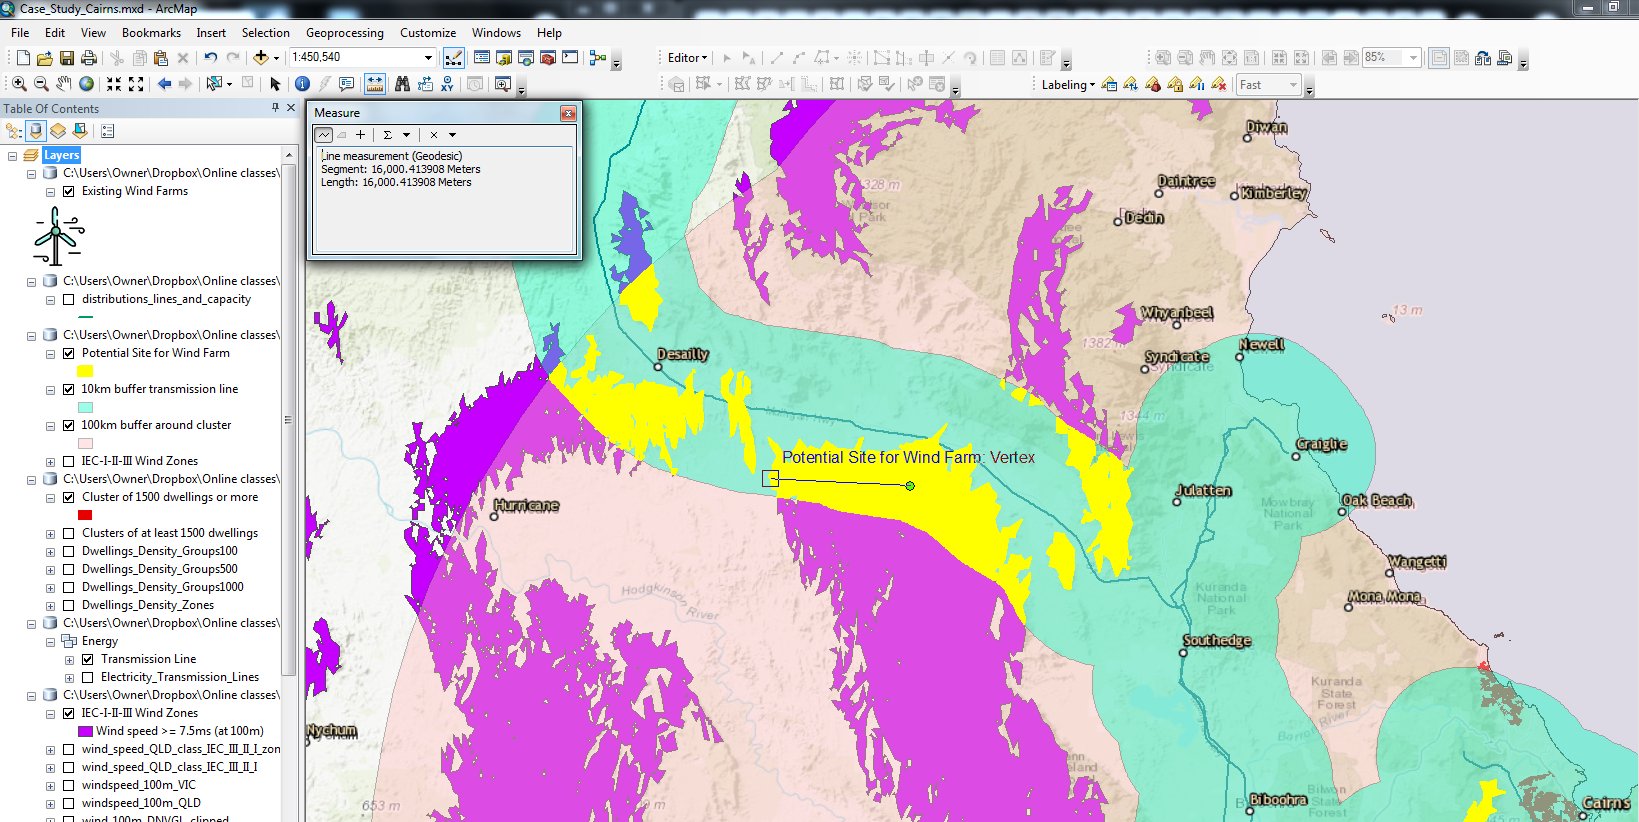 Case_Study_Cairns.mxd - ArcMap
File Edit View Bookmarks Insert Selection Geoprocessing Customize Windows Help
1:450,540
Editor
85%
Labeling
Fast
Table Of Contents
Layers
C:\Users\Owner\Dropbox\Online classes\
Existing Wind Farms
C:\Users\Owner\Dropbox\Online classes\
distributions_lines_and_capacity
C:\Users\Owner\Dropbox\Online classes\
Potential Site for Wind Farm
10km buffer transmission line
100km buffer around cluster
IEC-I-II-III Wind Zones
C:\Users\Owner\Dropbox\Online classes\
Cluster of 1500 dwellings or more
Clusters of at least 1500 dwellings
Dwellings_Density_Groups100
Dwellings_Density_Groups500
Dwellings_Density_Groups1000
Dwellings_Density_Zones
C:\Users\Owner\Dropbox\Online classes\
Energy
Transmission Line
Electricity_Transmission_Lines
C:\Users\Owner\Dropbox\Online classes\
IEC-I-II-III Wind Zones
Wind speed >= 7.5ms (at 100m)
wind_speed_QLD_class_IEC_III_II_I_zon
wind_speed_QLD_class_IEC_III_II_I
windspeed_100m_VIC
windspeed_100m_QLD
wind_100m_DNVGL_clipped
Measure
Line measurement (Geodesic)
Segment: 16,000.413908 Meters
Length: 16,000.413908 Meters
Diwan
Daintree
1328 m
Kimberley
Park
Dedin
13 m
Whyanbeel
1382 m
Newell
Desailly
Syndicate
1344 m
Craiglie
Potential Site for Wind Farm: Vertex
Julatten
Oak Beach
Mowbray
National
Park
Hurricane
Wangetti
Hodgkinson River
Kuranda
National
Park
Mona Mona
Southedge
Kuranda
State
Forest
Nychum
Barron River
653 m
Biboohra
Bilwon
State
Forest
Cairns